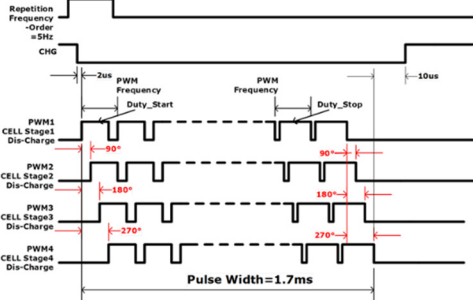 Repetition
Frequency
-Order
=5Hz
CHG
2us
10us
PWM
Frequency
PWM
Frequency
Duty_Start
Duty_Stop
PWM1
CELL Stage1
Dis-Charge
90°
90°
PWM2
CELL Stage2
Dis-Charge
180°
180°
PWM3
CELL Stage3
Dis-Charge
270°
270°
PWM4
CELL Stage4
Dis-Charge
Pulse Width=1.7ms